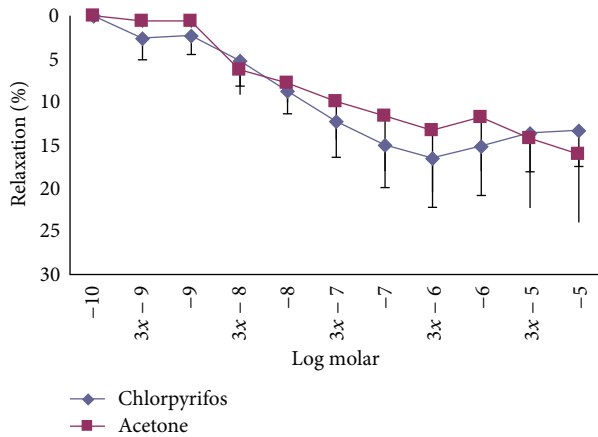 0
5
10
15
20
25
30
Relaxation (%)
−10
3x − 9
−9
3x − 8
−8
3x − 7
−7
3x − 6
−6
3x − 5
−5
Log molar
Chlorpyrifos
Acetone